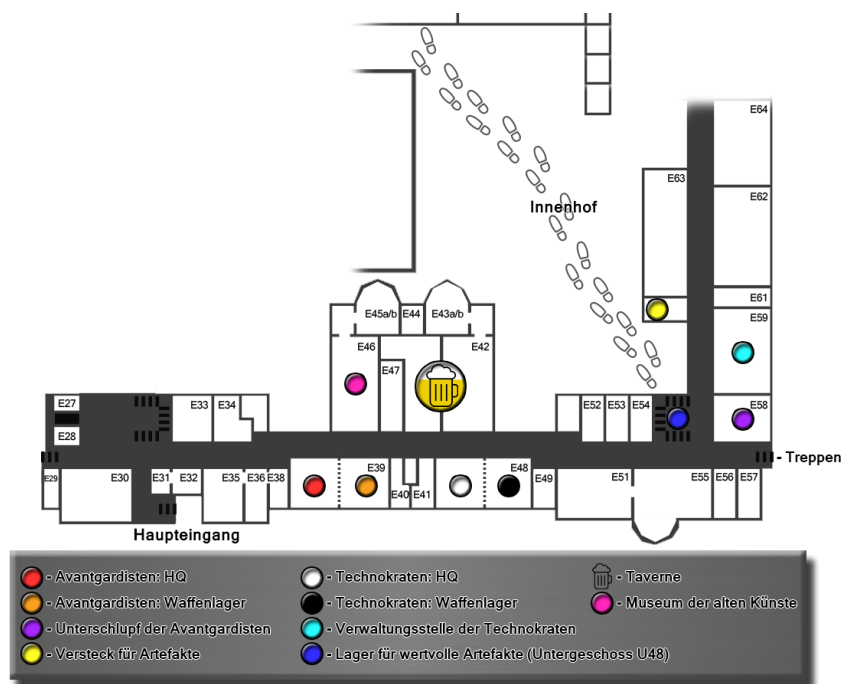 E64
E63
E62
Innenhof
E61
E59
E45a/b
E44
E43a/b
E46
E42
E47
E27
E28
E33
E34
E52
E53
E54
E58
- Treppen
E29
E30
E31
E32
E35
E36
E38
E39
E40
E41
E48
E49
E51
E55
E56
E57
Haupteingang
- Avantgardisten: HQ
- Technokraten: HQ
- Taverne
- Avantgardisten: Waffenlager
- Technokraten: Waffenlager
- Museum der alten Künste
- Unterschlupf der Avantgardisten
- Verwaltungsstelle der Technokraten
- Versteck für Artefakte
- Lager für wertvolle Artefakte (Untergeschoss U48)